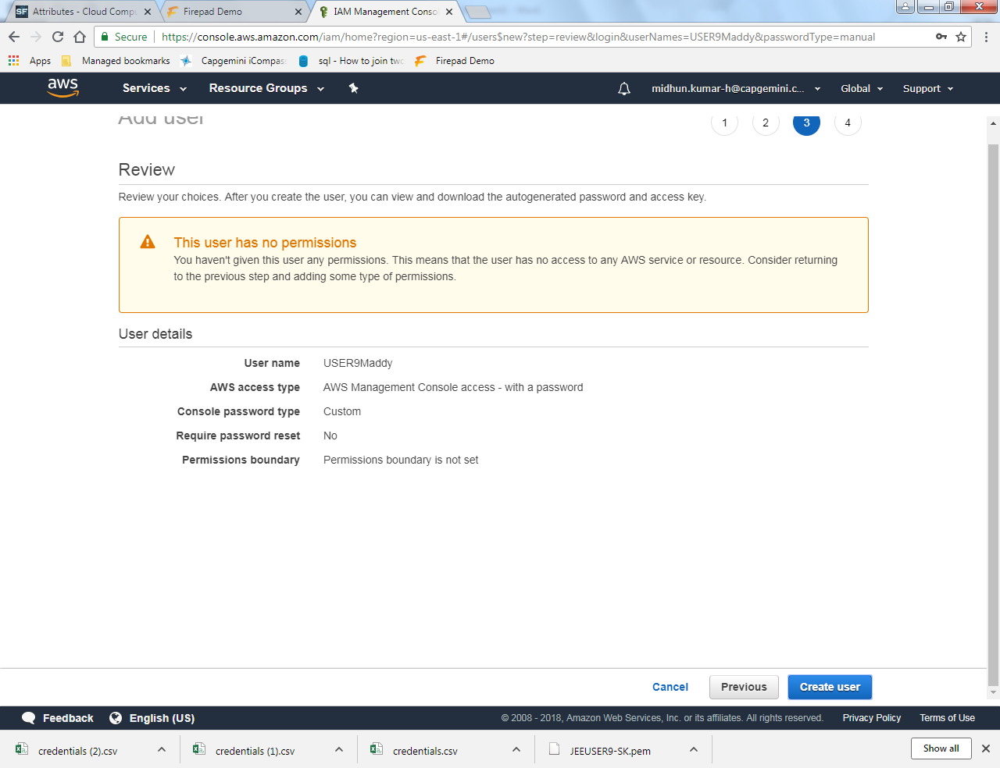 SF Attributes - Cloud Compu
Firepad Demo
IAM Management Conso
Secure
https://console.aws.amazon.com/iam/home?region=us-east-1#/users$new?step=review&login&userNames=USER9Maddy&passwordType=manual
Apps
Managed bookmarks
Capgemini iCompas
sql - How to join two
Firepad Demo
aws
Services
Resource Groups
midhun.kumar-h@capgemini.c...
Global
Support
Add user
1
2
3
4
Review
Review your choices. After you create the user, you can view and download the autogenerated password and access key.
This user has no permissions
You haven't given this user any permissions. This means that the user has no access to any AWS service or resource. Consider returning
to the previous step and adding some type of permissions.
User details
User name USER9Maddy
AWS access type AWS Management Console access - with a password
Console password type Custom
Require password reset No
Permissions boundary Permissions boundary is not set
Cancel
Previous
Create user
Feedback
English (US)
© 2008 - 2018, Amazon Web Services, Inc. or its affiliates. All rights reserved.
Privacy Policy
Terms of Use
credentials (2).csv
credentials (1).csv
credentials.csv
JEEUSER9-SK.pem
Show all